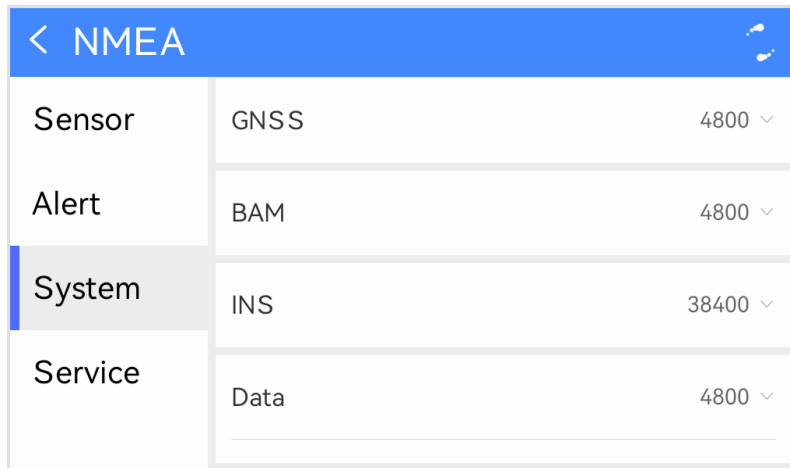 NMEA
Sensor
Alert
System
Service
GNSS 4800
BAM 4800
INS 38400
Data 4800